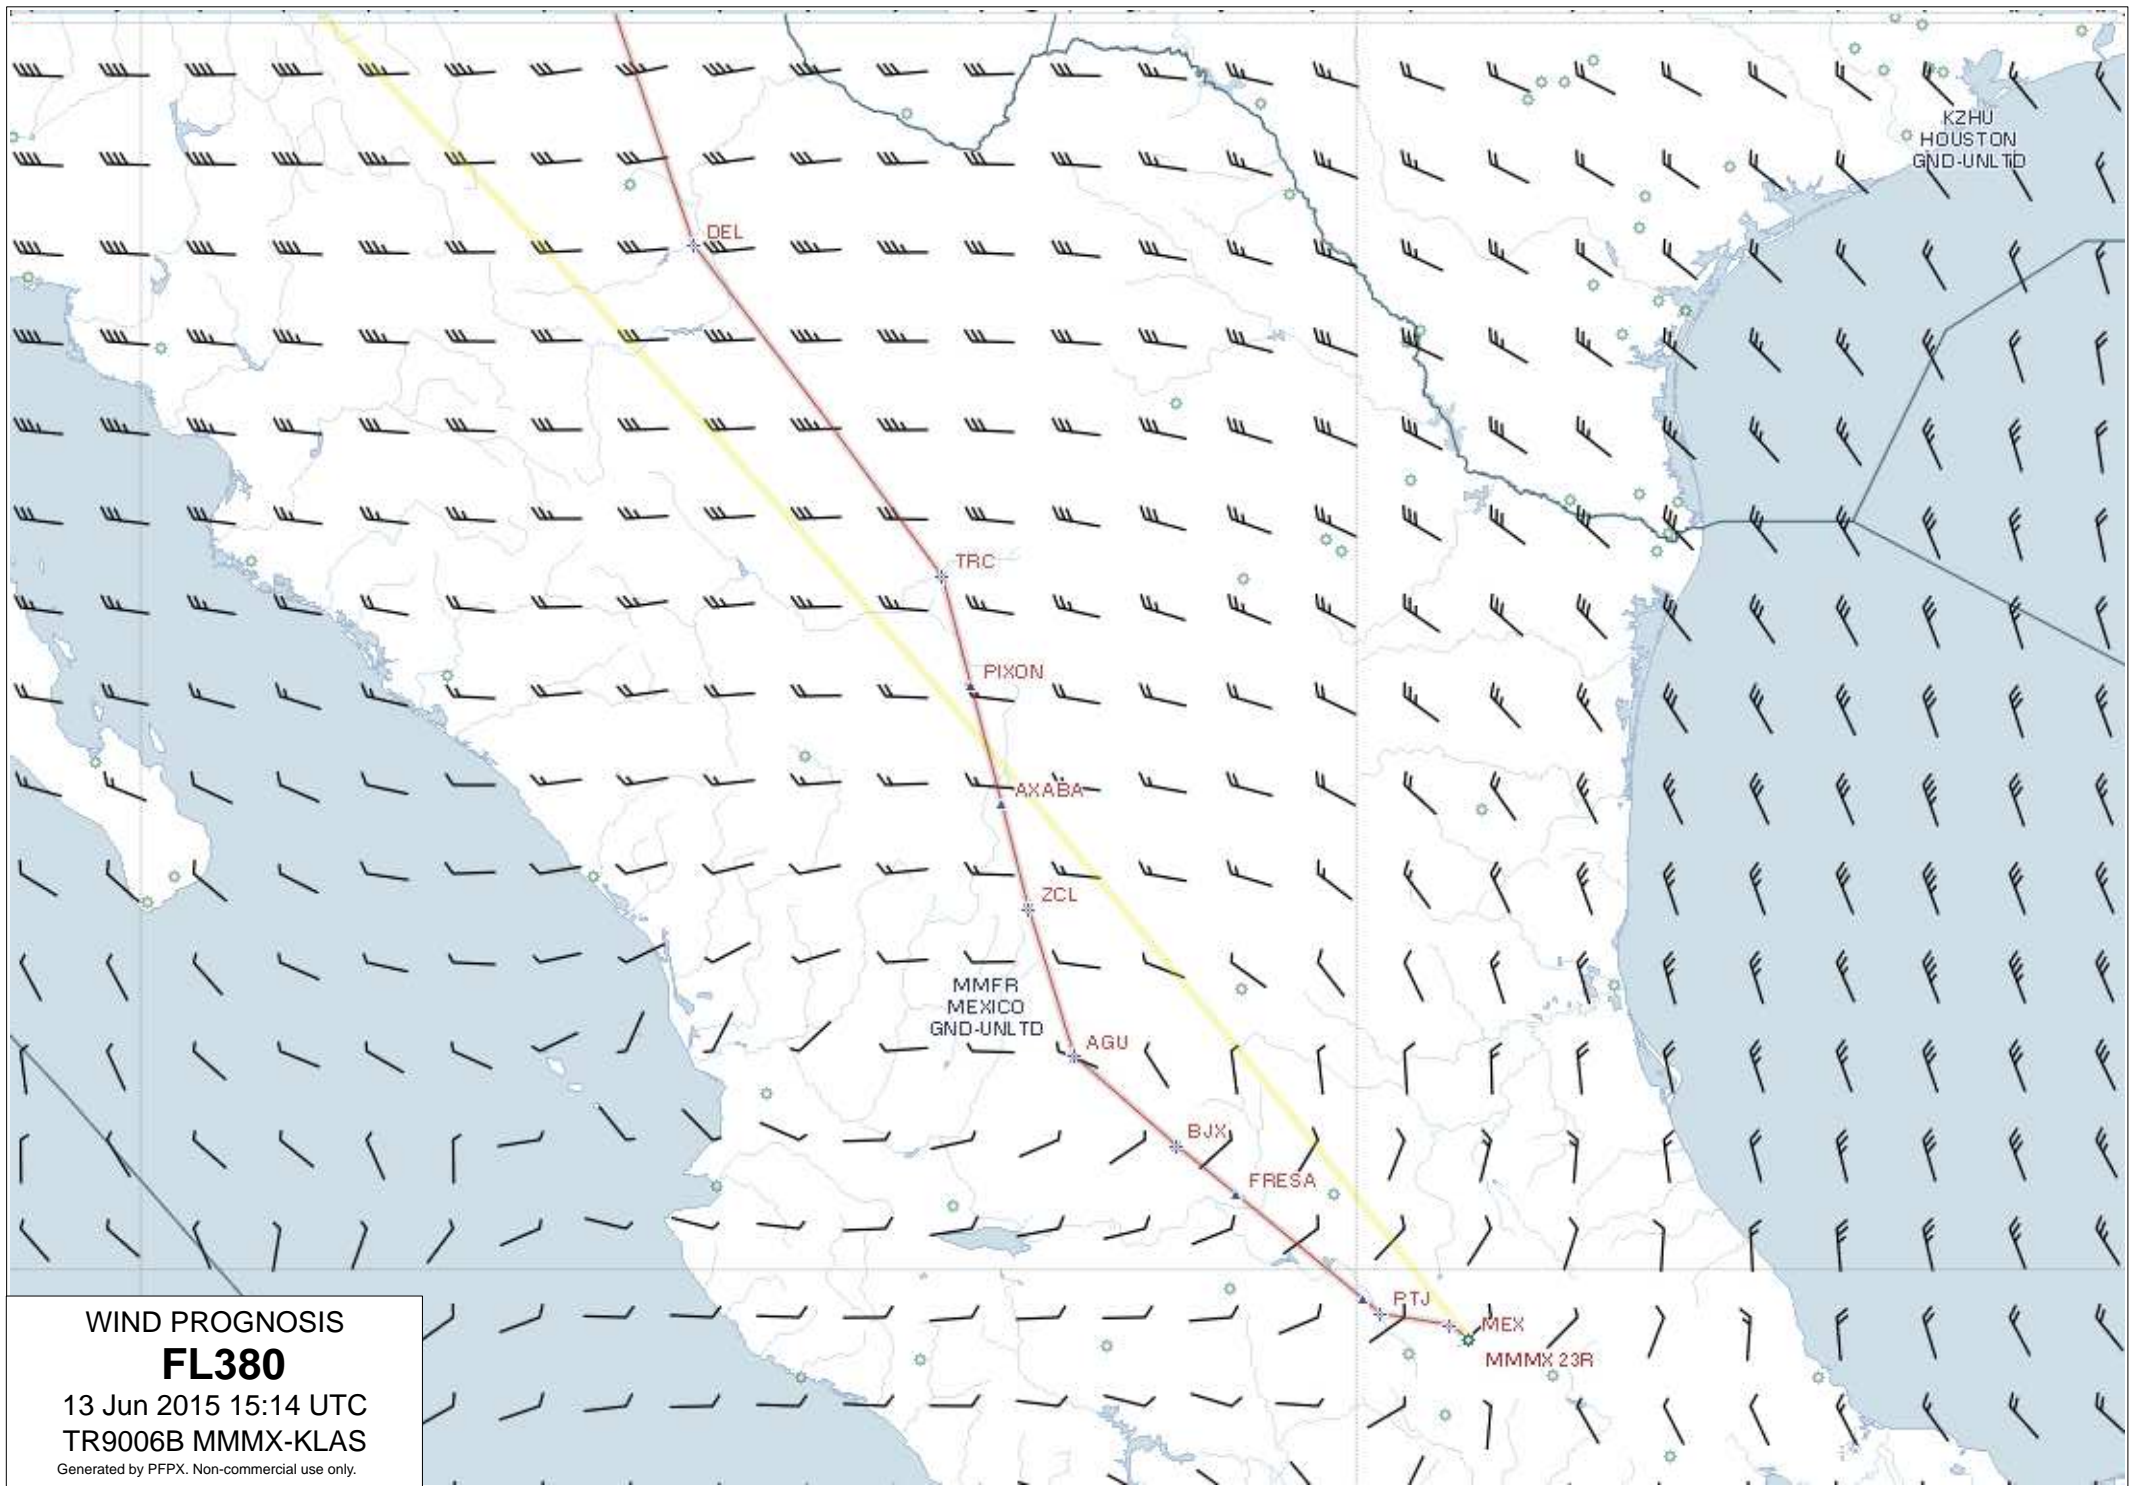 KZHU
HOUSTON
GND-UNLTD
DEL
TRC
PIXON
AXABA
ZCL
MMFR
MEXICO
GND-UNLTD
AGU
BJX
FRESA
PTJ
MEX
MMMX 23R
WIND PROGNOSIS
FL380
13 Jun 2015 15:14 UTC
TR9006B MMMX-KLAS
Generated by PFPX. Non-commercial use only.